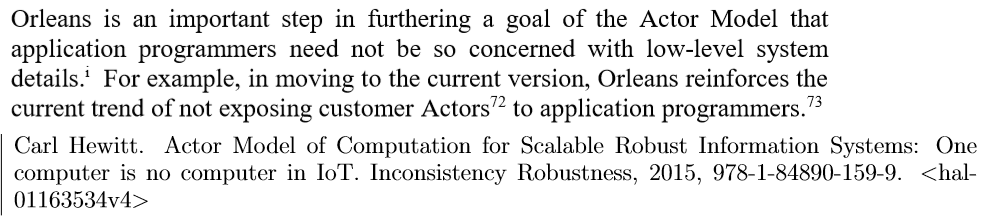 Orleans is an important step in furthering a goal of the Actor Model that
application programmers need not be so concerned with low-level system
details.ⁱ For example, in moving to the current version, Orleans reinforces the
current trend of not exposing customer Actors⁷² to application programmers.⁷³
Carl Hewitt. Actor Model of Computation for Scalable Robust Information Systems: One
computer is no computer in IoT. Inconsistency Robustness, 2015, 978-1-84890-159-9. <hal-
01163534v4>